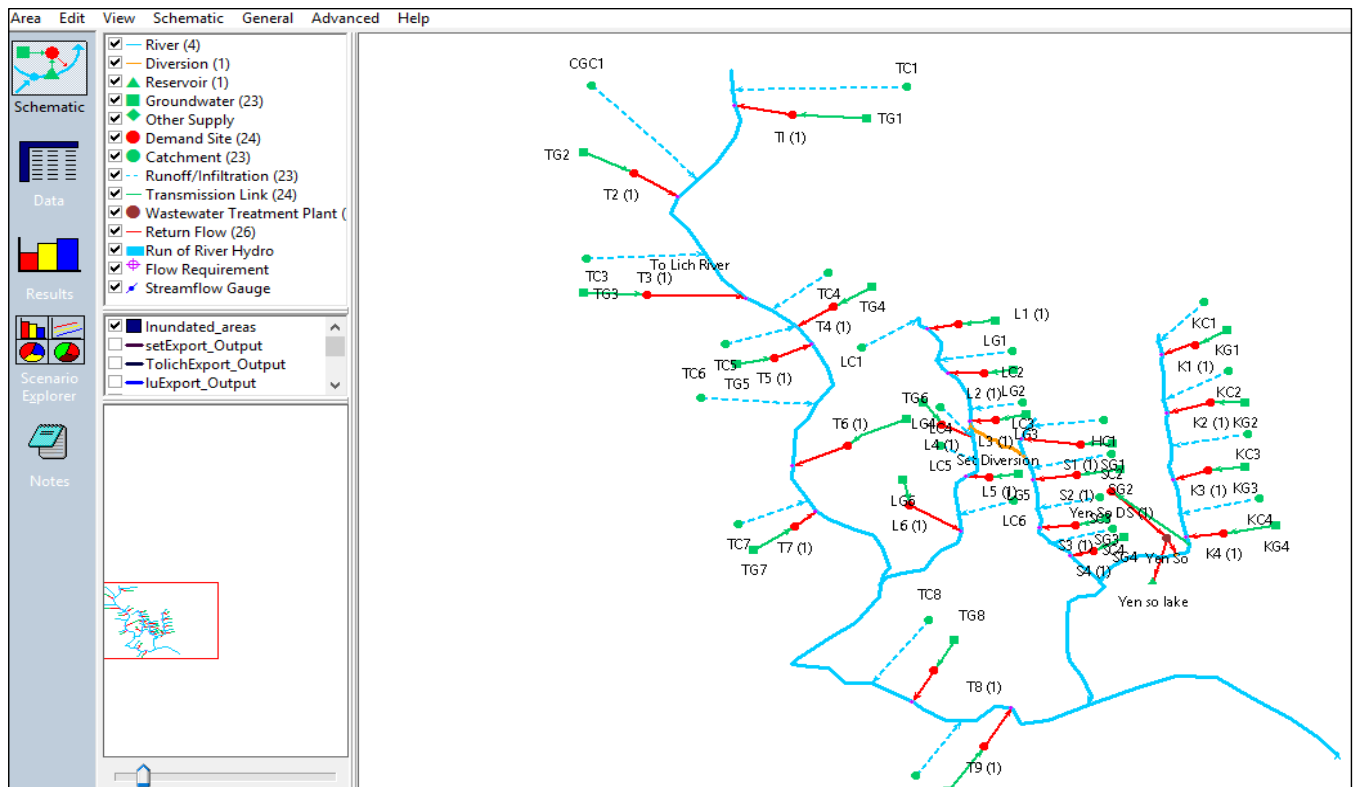 Area Edit View Schematic General Advanced Help
Schematic
Data
Results
Scenario
Explorer
Notes
River (4)
Diversion (1)
Reservoir (1)
Groundwater (23)
Other Supply
Demand Site (24)
Catchment (23)
Runoff/Infiltration (23)
Transmission Link (24)
Wastewater Treatment Plant (
Return Flow (26)
Run of River Hydro
Flow Requirement
Streamflow Gauge
Inundated_areas
setExport_Output
TolichExport_Output
luExport_Output
CGC1
TC1
TI (1)
TG1
TG2
T2 (1)
To Lich River
TC3
TG3
T3 (1)
TC4
TG4
T4 (1)
TC5
TG5
T5 (1)
TC6
TG6
T6 (1)
TC7
TG7
T7 (1)
TC8
TG8
T8 (1)
T9 (1)
LC1
L1 (1)
LG1
LC2
L2 (1)
LG2
LC3
L3 (1)
LG3
LG4
LC4
L4 (1)
Set Diversion
LC5
L5 (1)
LG5
LG6
L6 (1)
LC6
HC1
S1 (1)
SG1
SC2
S2 (1)
SG2
S3 (1)
SG3
SC4
S4 (1)
SG4
Yen So DS (1)
Yen So
Yen so lake
KC1
KG1
K1 (1)
KC2
K2 (1)
KG2
KC3
K3 (1)
KG3
KC4
K4 (1)
KG4